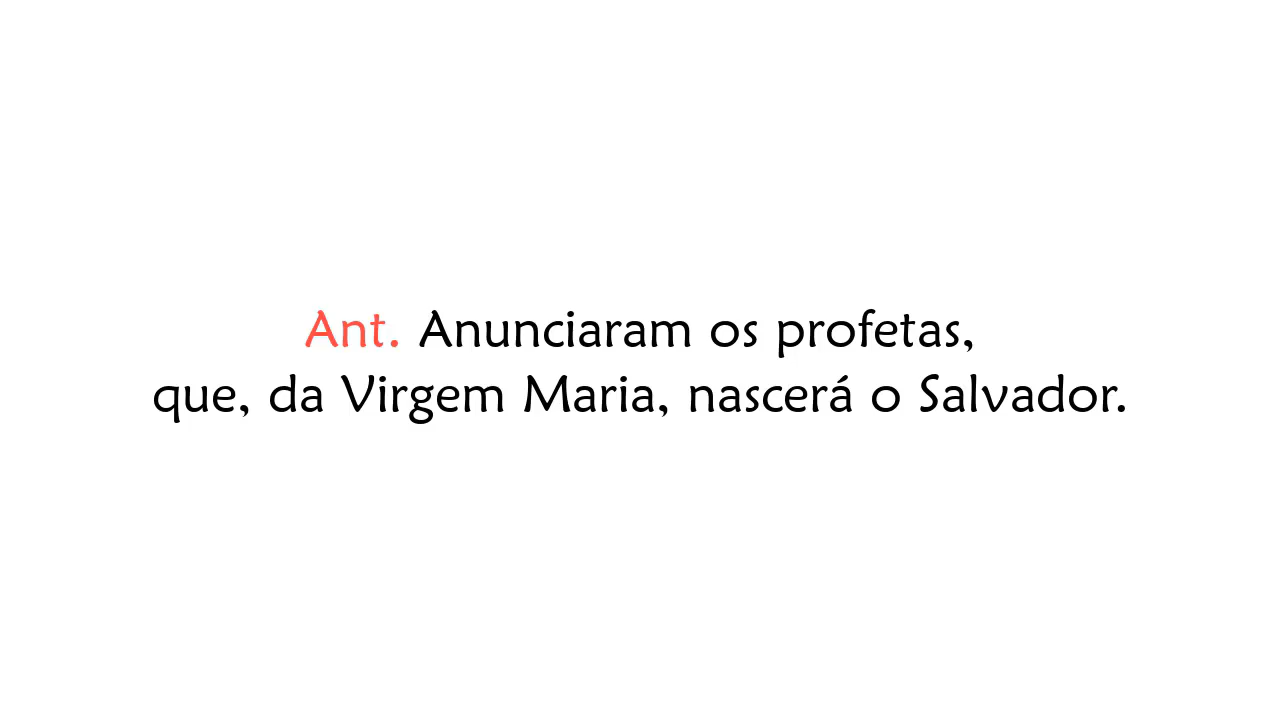 Ant. Anunciaram os profetas,
que, da Virgem Maria, nascerá o Salvador.